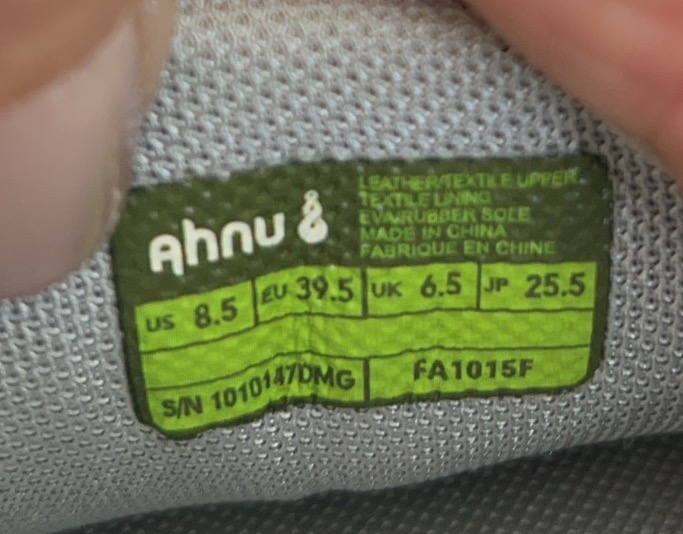 Ahnu
LEATHER/TEXTILE UPPER
TEXTILE LINING
EVA/RUBBER SOLE
MADE IN CHINA
FABRIQUE EN CHINE
US 8.5 EU 39.5 UK 6.5 JP 25.5
S/N 1010147DMG FA1015F